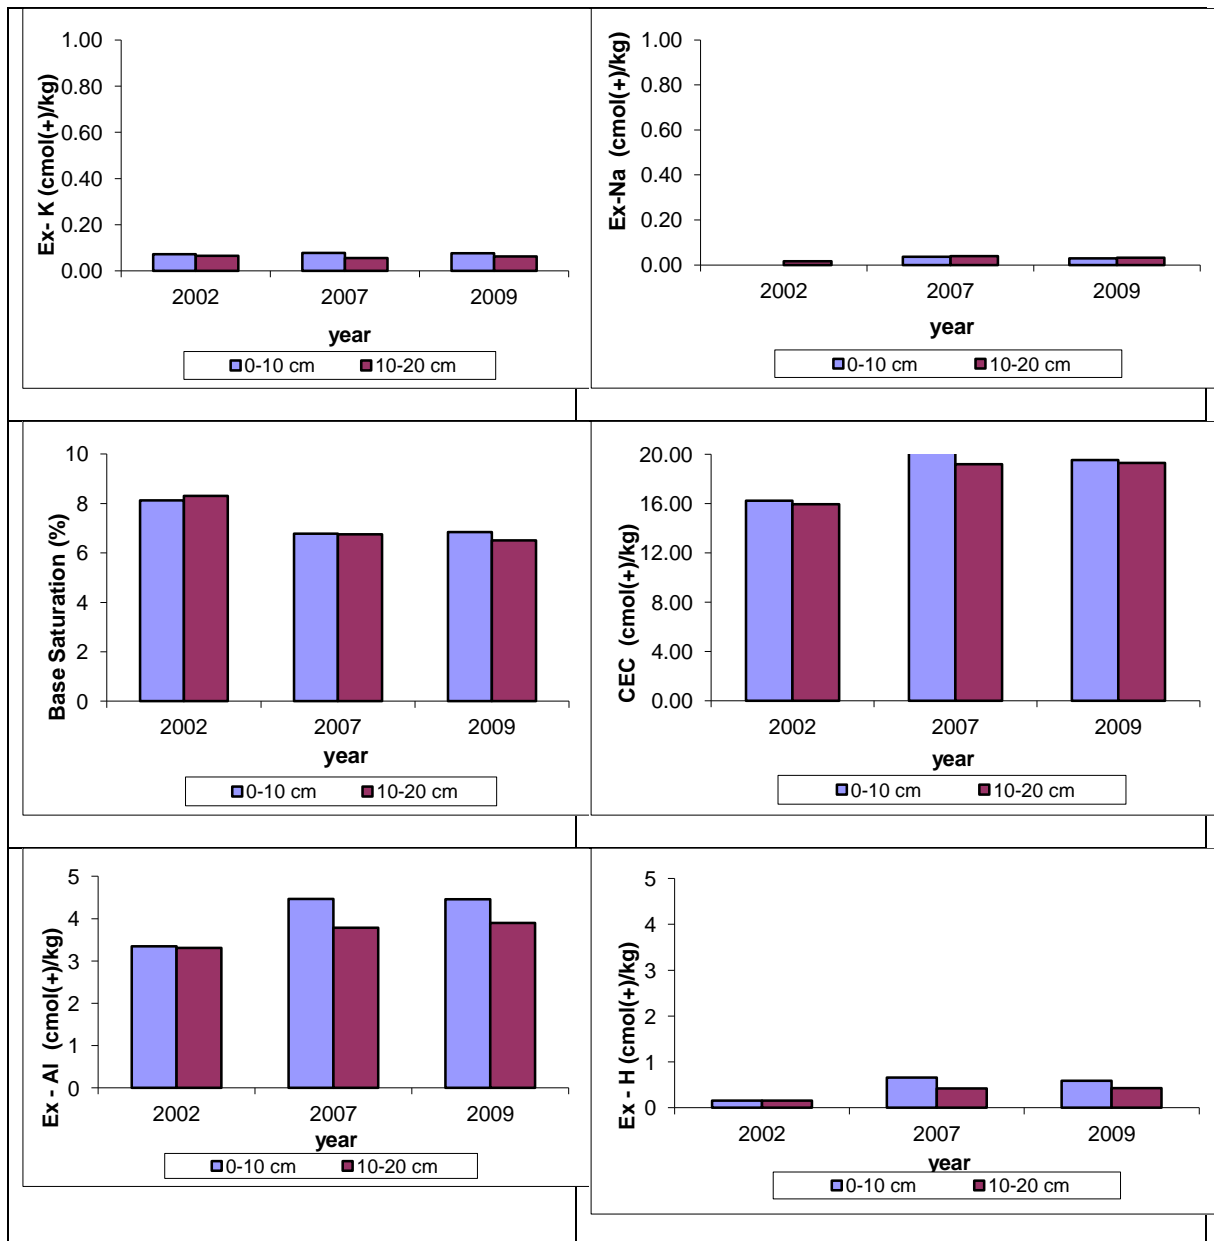 1.00
0.80
0.60
0.40
0.20
0.00
Ex- K (cmol(+)/kg)
2002 2007 2009
year
0-10 cm 10-20 cm
1.00
0.80
0.60
0.40
0.20
0.00
Ex-Na (cmol(+)/kg)
2002 2007 2009
year
0-10 cm 10-20 cm
10
8
6
4
2
0
Base Saturation (%)
2002 2007 2009
year
0-10 cm 10-20 cm
20.00
16.00
12.00
8.00
4.00
0.00
CEC (cmol(+)/kg)
2002 2007 2009
year
0-10 cm 10-20 cm
5
4
3
2
1
0
Ex - Al (cmol(+)/kg)
2002 2007 2009
year
0-10 cm 10-20 cm
5
4
3
2
1
0
Ex - H (cmol(+)/kg)
2002 2007 2009
year
0-10 cm 10-20 cm